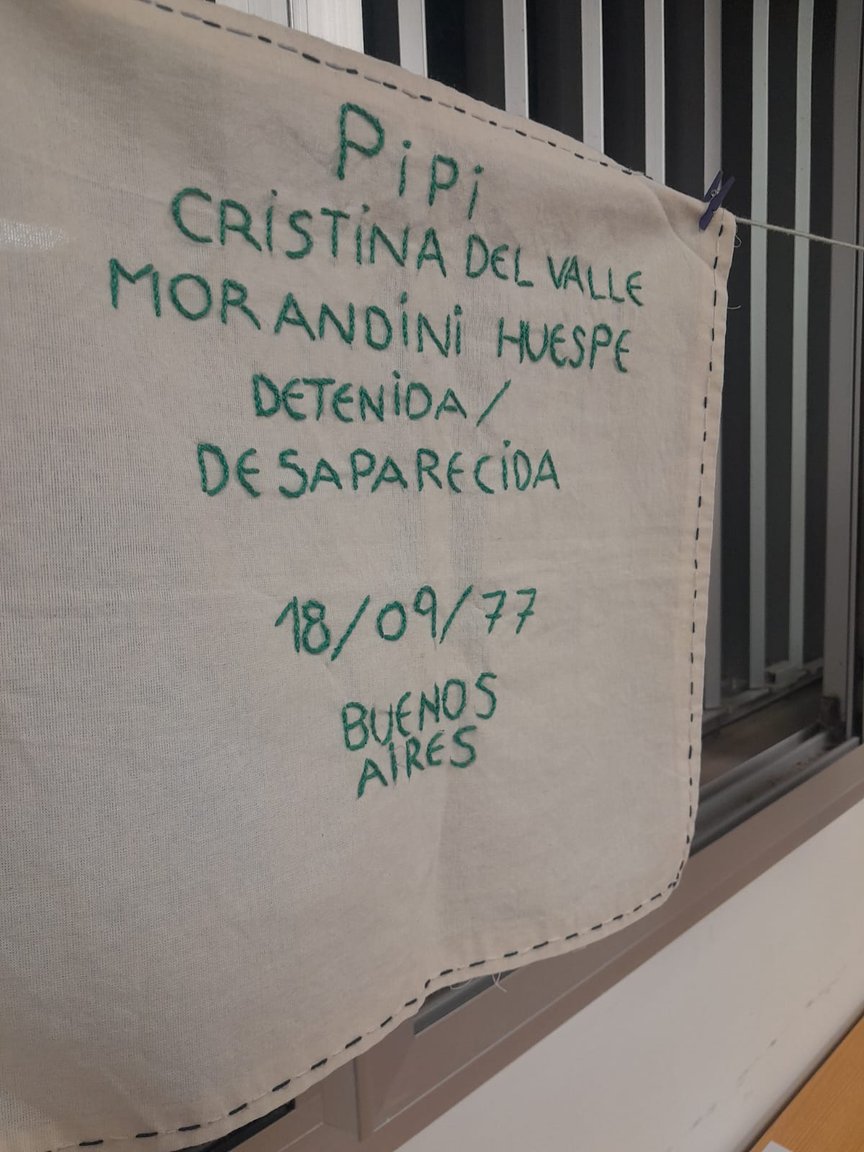 PiPi
CRiSTiNA DEL VALLE
MORANDiNi HUESPE
DETENiDA/
DESAPARECiDA
18/09/77
BUENOS
AiRES